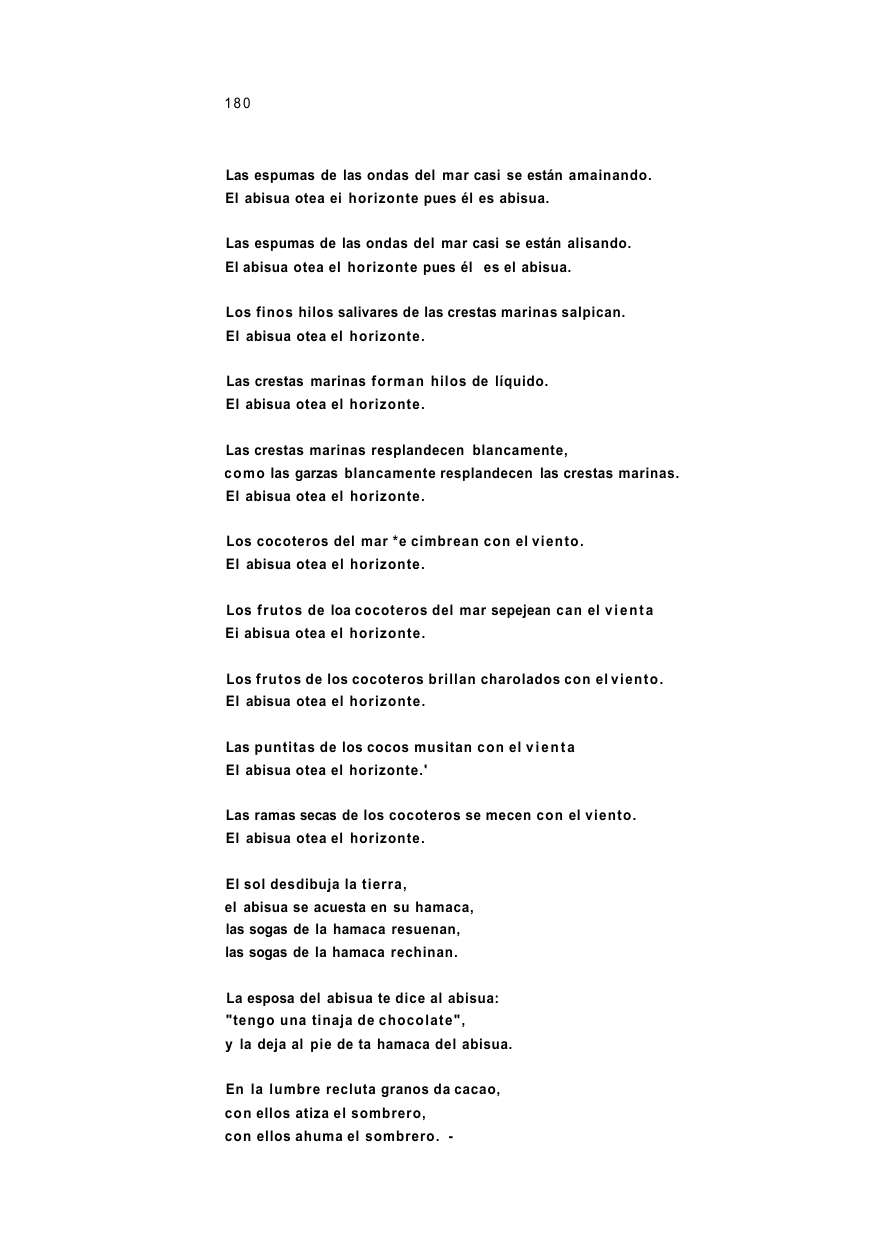 180
Las espumas de las ondas del mar casi se están amainando.
El abisua otea ei horizonte pues él es abisua.
Las espumas de las ondas del mar casi se están alisando.
El abisua otea el horizonte pues él es el abisua.
Los finos hilos salivares de las crestas marinas salpican.
El abisua otea el horizonte.
Las crestas marinas forman hilos de líquido.
El abisua otea el horizonte.
Las crestas marinas resplandecen blancamente,
como las garzas blancamente resplandecen las crestas marinas.
El abisua otea el horizonte.
Los cocoteros del mar *e cimbrean con el viento.
El abisua otea el horizonte.
Los frutos de loa cocoteros del mar sepejean can el vienta
Ei abisua otea el horizonte.
Los frutos de los cocoteros brillan charolados con el viento.
El abisua otea el horizonte.
Las puntitas de los cocos musitan con el vienta
El abisua otea el horizonte.'
Las ramas secas de los cocoteros se mecen con el viento.
El abisua otea el horizonte.
El sol desdibuja la tierra,
el abisua se acuesta en su hamaca,
las sogas de la hamaca resuenan,
las sogas de la hamaca rechinan.
La esposa del abisua te dice al abisua:
"tengo una tinaja de chocolate",
y la deja al pie de ta hamaca del abisua.
En la lumbre recluta granos da cacao,
con ellos atiza el sombrero,
con ellos ahuma el sombrero. -